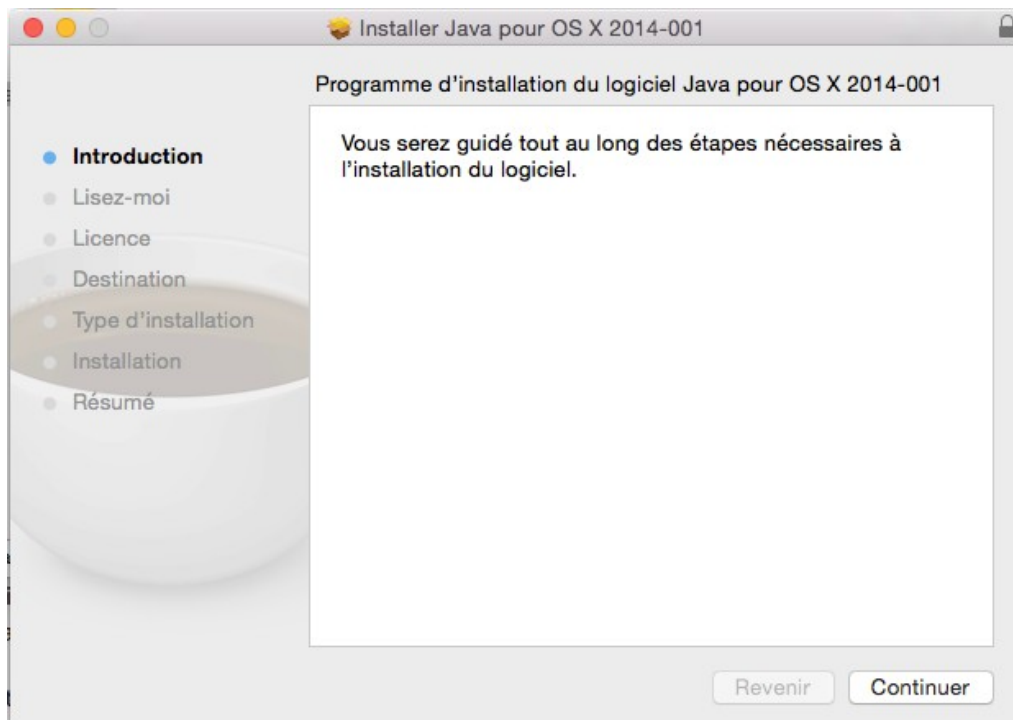 Installer Java pour OS X 2014-001
Programme d'installation du logiciel Java pour OS X 2014-001
Introduction
Lisez-moi
Licence
Destination
Type d'installation
Installation
Résumé
Vous serez guidé tout au long des étapes nécessaires à
l'installation du logiciel.
Revenir
Continuer